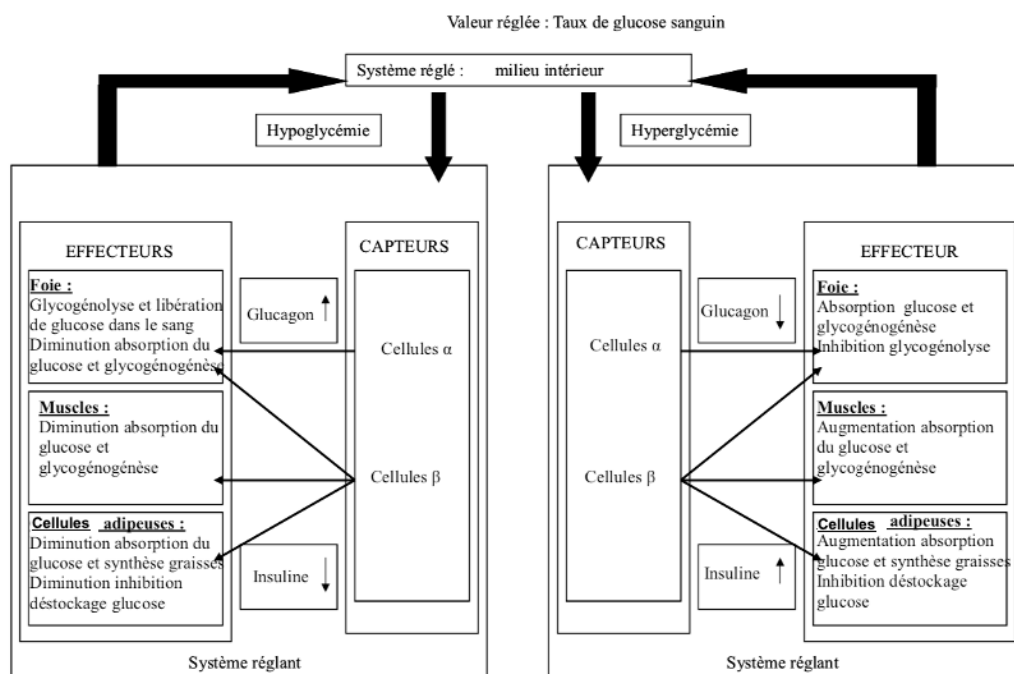 Valeur réglée : Taux de glucose sanguin
Système réglé : milieu intérieur
Hypoglycémie
Hyperglycémie
EFFECTEURS
Foie :
Glycogénolyse et libération
de glucose dans le sang
Diminution absorption du
glucose et glycogénogénèse
Muscles :
Diminution absorption du
glucose et
glycogénogénèse
Cellules adipeuses :
Diminution absorption du
glucose et synthèse graisses
Diminution inhibition
déstockage glucose
Glucagon
Insuline
CAPTEURS
Cellules α
Cellules β
Système réglant
CAPTEURS
Cellules α
Cellules β
Glucagon
Insuline
EFFECTEUR
Foie :
Absorption glucose et
glycogénogénèse
Inhibition glycogénolyse
Muscles :
Augmentation absorption
du glucose et
glycogénogénèse
Cellules adipeuses :
Augmentation absorption
glucose et synthèse graisses
Inhibition déstockage
glucose
Système réglant